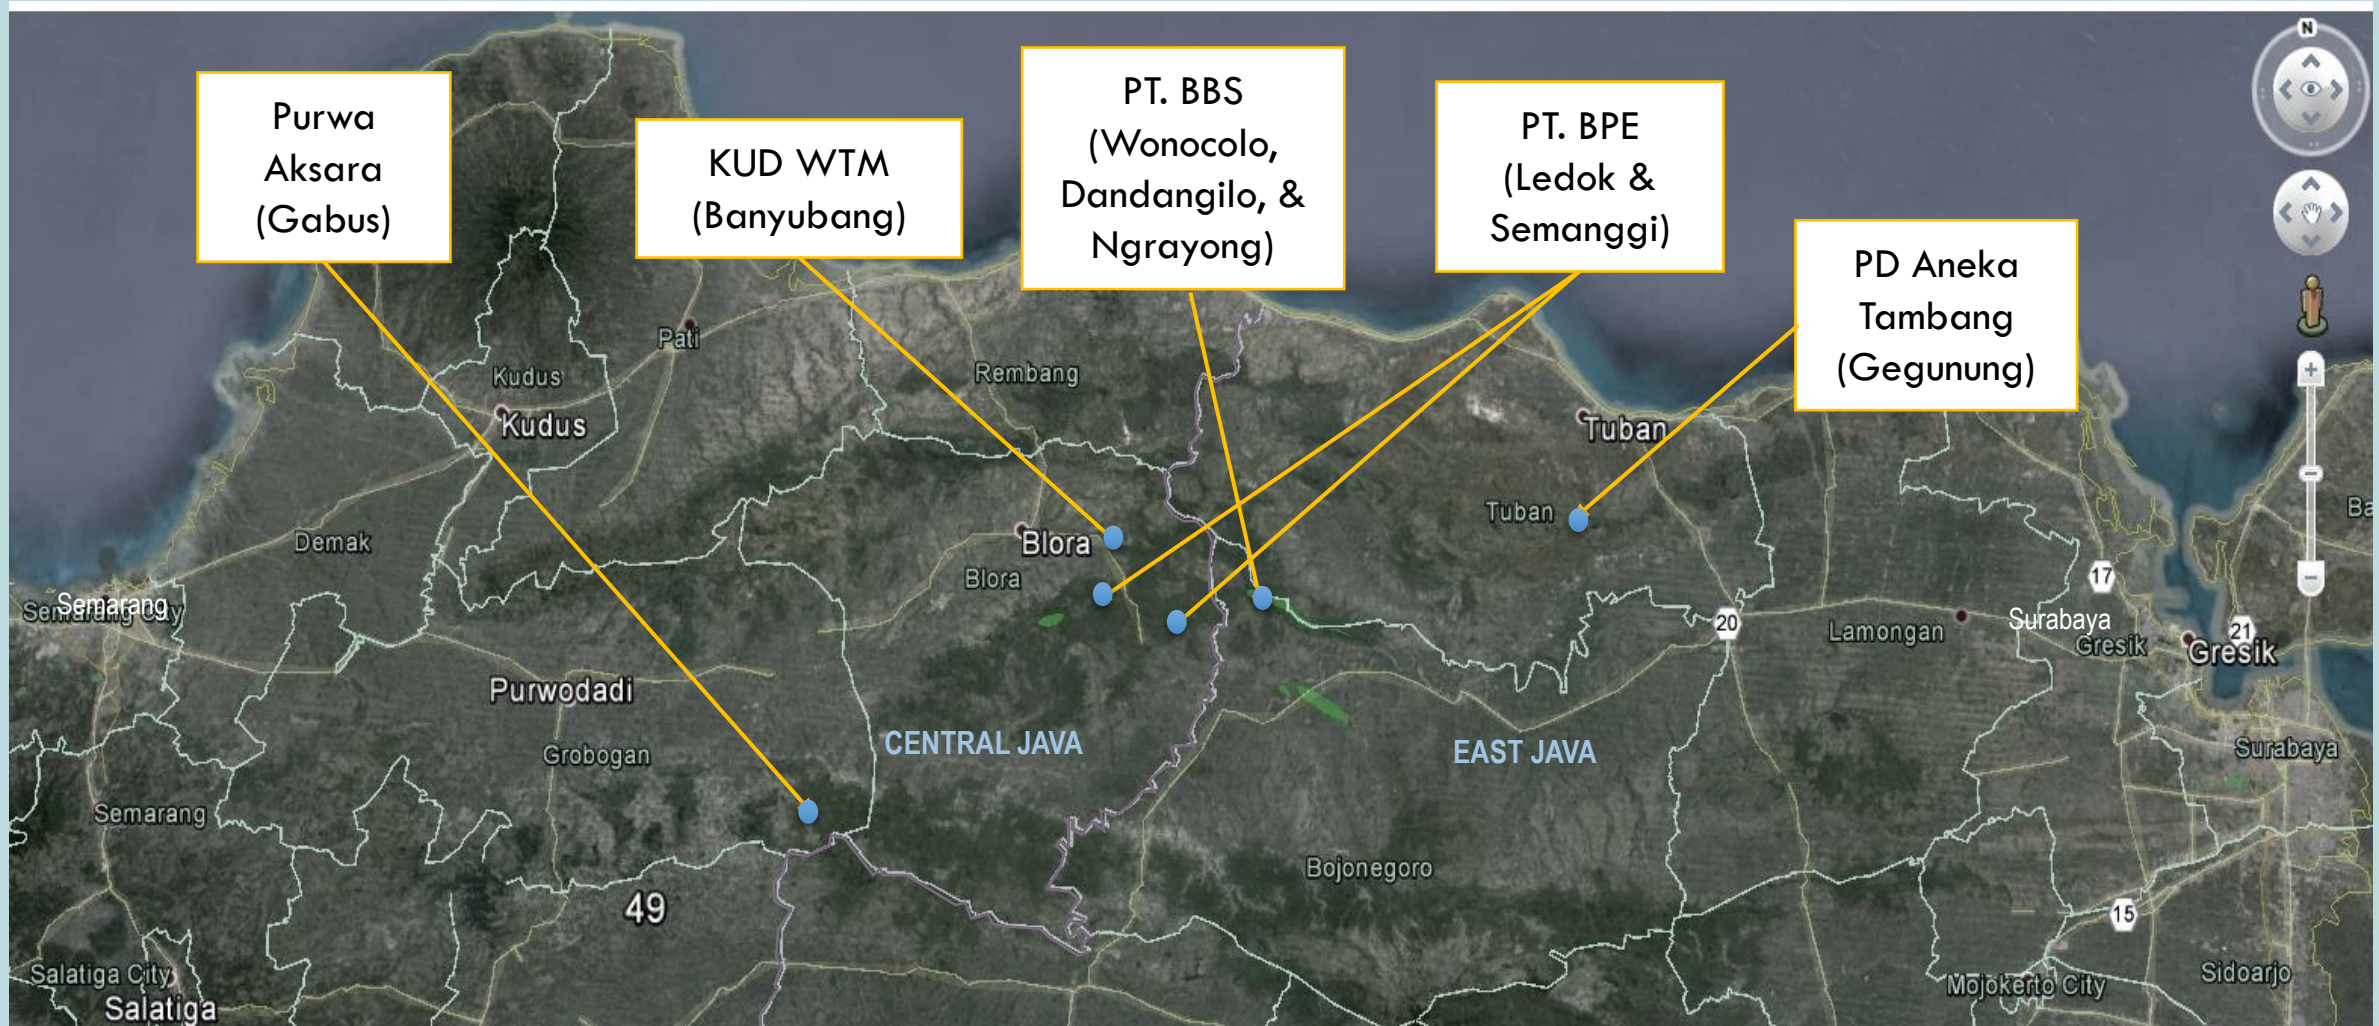 N
Purwa
Aksara
(Gabus)
KUD WTM
(Banyubang)
PT. BBS
(Wonocolo,
Dandangilo, &
Ngrayong)
PT. BPE
(Ledok &
Semanggi)
PD Aneka
Tambang
(Gegunung)
Pati
Kudus
Kudus
Rembang
Tuban
Tuban
Demak
Blora
Blora
Semarang City
Semarang
17
20
21
Lamongan
Surabaya
Gresik
Gresik
Purwodadi
Grobogan
CENTRAL JAVA
EAST JAVA
Surabaya
Semarang
Bojonegoro
49
15
Salatiga City
Salatiga
Mojokerto City
Sidoarjo